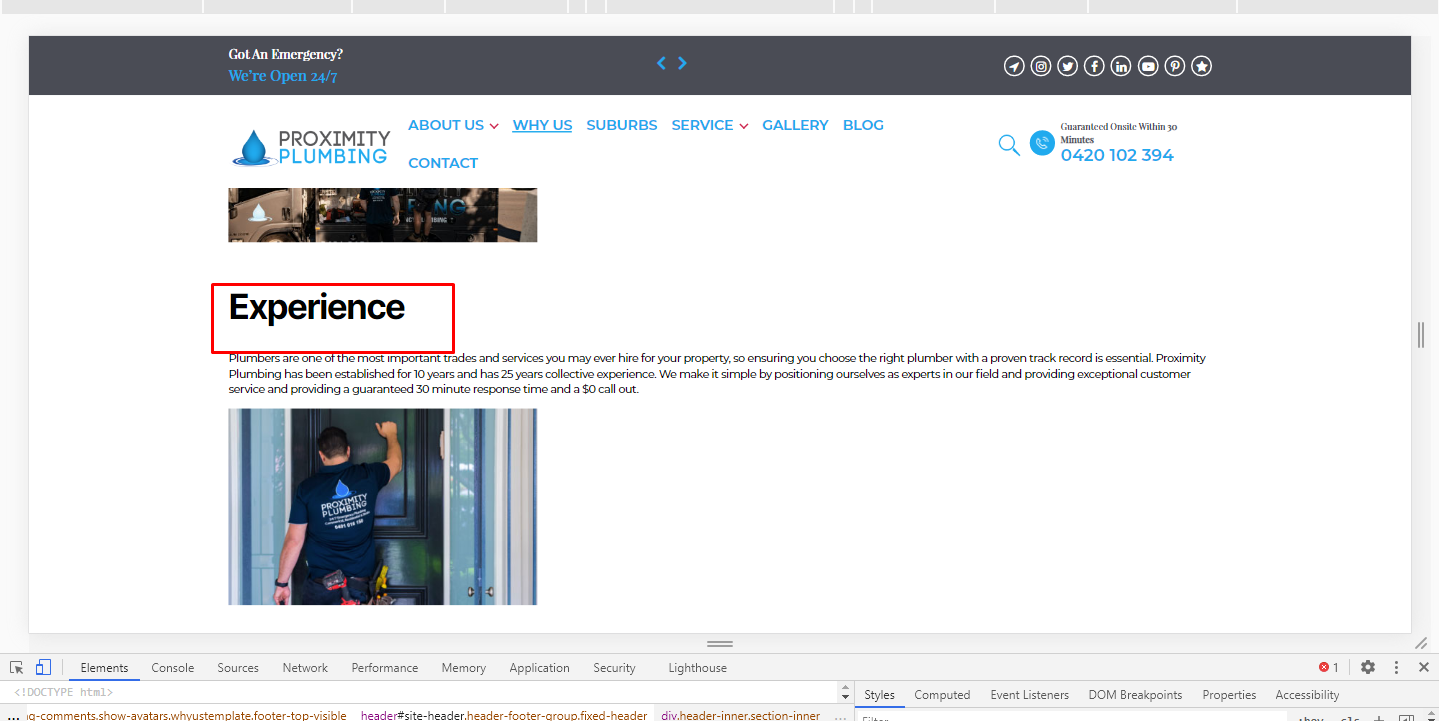 Got An Emergency?
We're Open 24/7
PROXIMITY
PLUMBING
ABOUT US WHY US SUBURBS SERVICE GALLERY BLOG
CONTACT
Guaranteed Onsite Within 30
Minutes
0420 102 394
Experience
Plumbers are one of the most important trades and services you may ever hire for your property, so ensuring you choose the right plumber with a proven track record is essential. Proximity
Plumbing has been established for 10 years and has 25 years collective experience. We make it simple by positioning ourselves as experts in our field and providing exceptional customer
service and providing a guaranteed 30 minute response time and a $0 call out.
PROXIMITY
PLUMBING
Elements Console Sources Network Performance Memory Application Security Lighthouse 1
<!DOCTYPE html>
Styles Computed Event Listeners DOM Breakpoints Properties Accessibility
... g-comments.show-avatars.whyustemplate.footer-top-visible header#site-header.header-footer-group.fixed-header div.header-inner.section-inner ...
Filter :hov .cls +